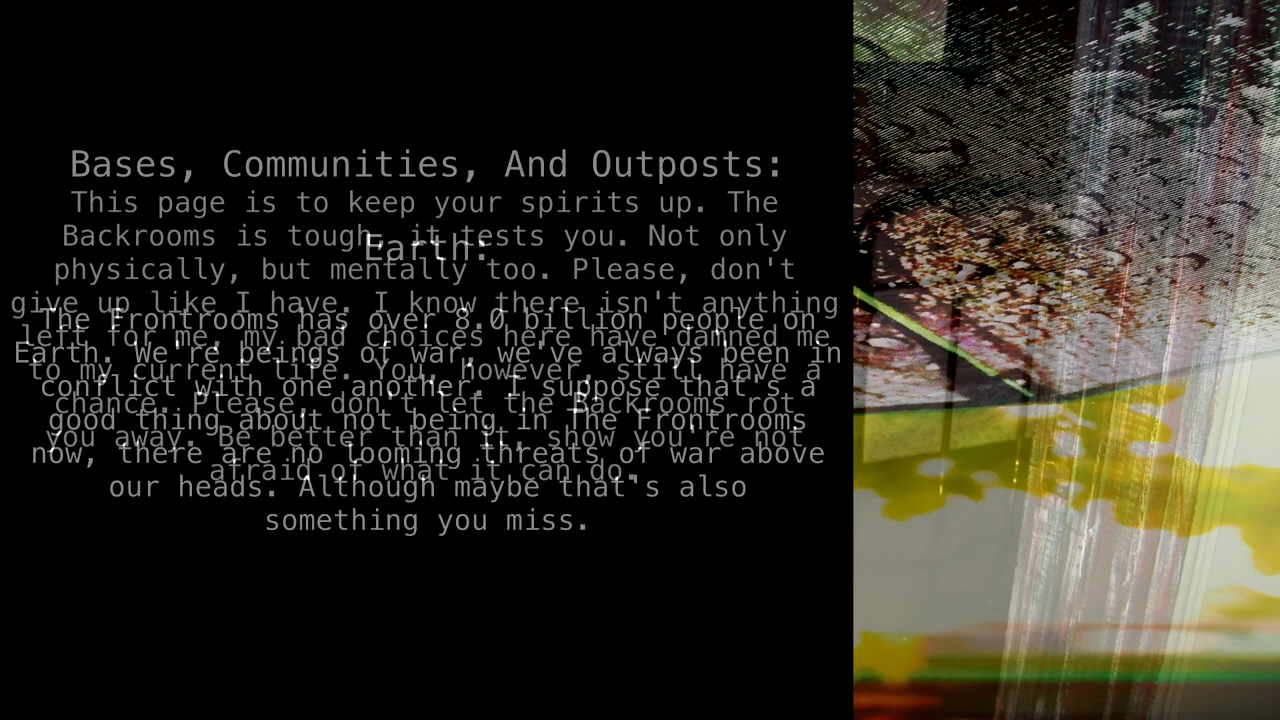 Bases, Communities, And Outposts:
This page is to keep your spirits up. The
Backrooms is tough, it tests you. Not only
physically, but mentally too. Please, don't
give up like I have. I know there isn't anything
left for me, my bad choices here have damned me
to my current life. You, however, still have a
chance. Please, don't let the Backrooms rot
you away. Be better than it, show you're not
afraid of what it can do.
Earth:
The Frontrooms has over 8.0 billion people on
Earth. We're beings of war, we've always been in
conflict with one another. I suppose that's a
good thing about not being in The Frontrooms
now, there are no looming threats of war above
our heads. Although maybe that's also
something you miss.